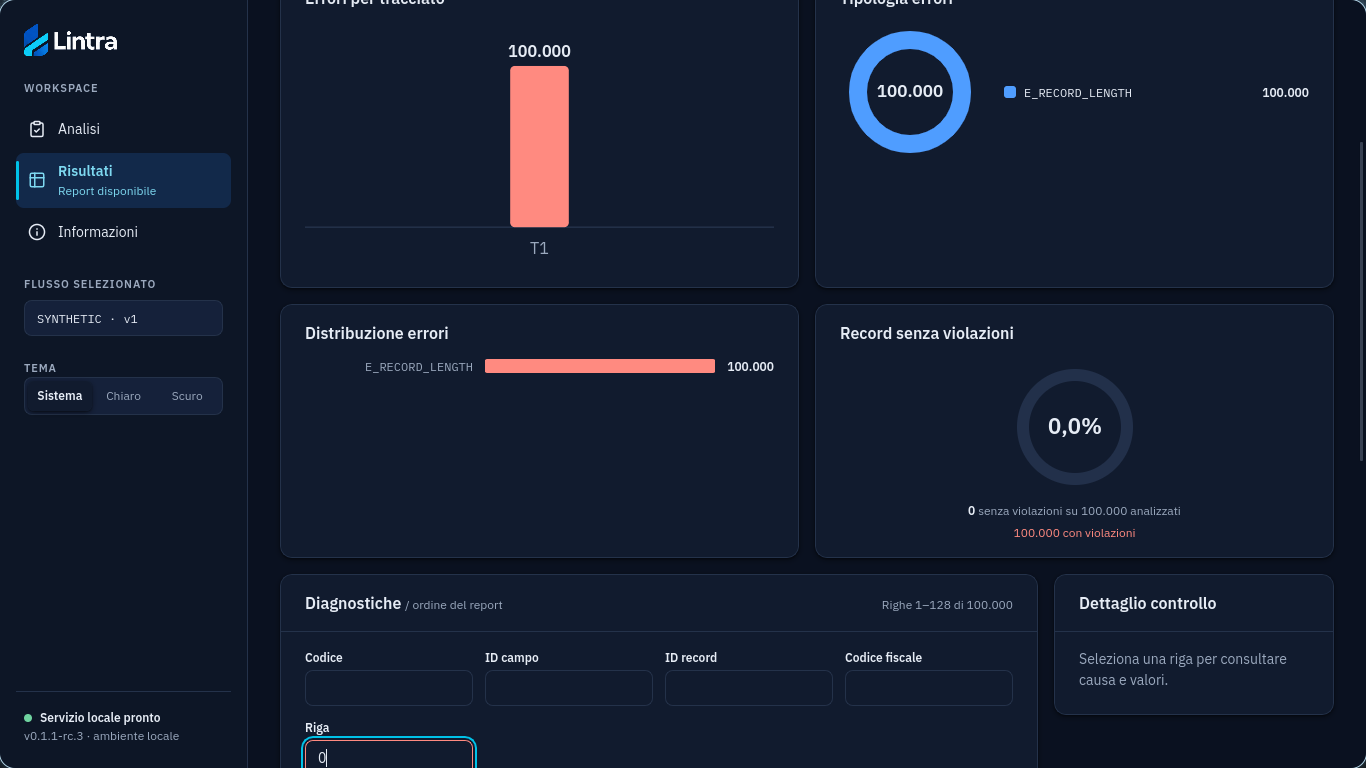 Lintra
WORKSPACE
Analisi
Risultati
Report disponibile
Informazioni
FLUSSO SELEZIONATO
SYNTHETIC · v1
TEMA
Sistema Chiaro Scuro
Servizio locale pronto
v0.1.1-rc.3 · ambiente locale
Errori per tracciato
100.000
T1
Tipologia errori
100.000
E_RECORD_LENGTH 100.000
Distribuzione errori
E_RECORD_LENGTH 100.000
Record senza violazioni
0,0%
0 senza violazioni su 100.000 analizzati
100.000 con violazioni
Diagnostiche / ordine del report Righe 1–128 di 100.000
Codice ID campo ID record Codice fiscale
Riga
0
Dettaglio controllo
Seleziona una riga per consultare
causa e valori.